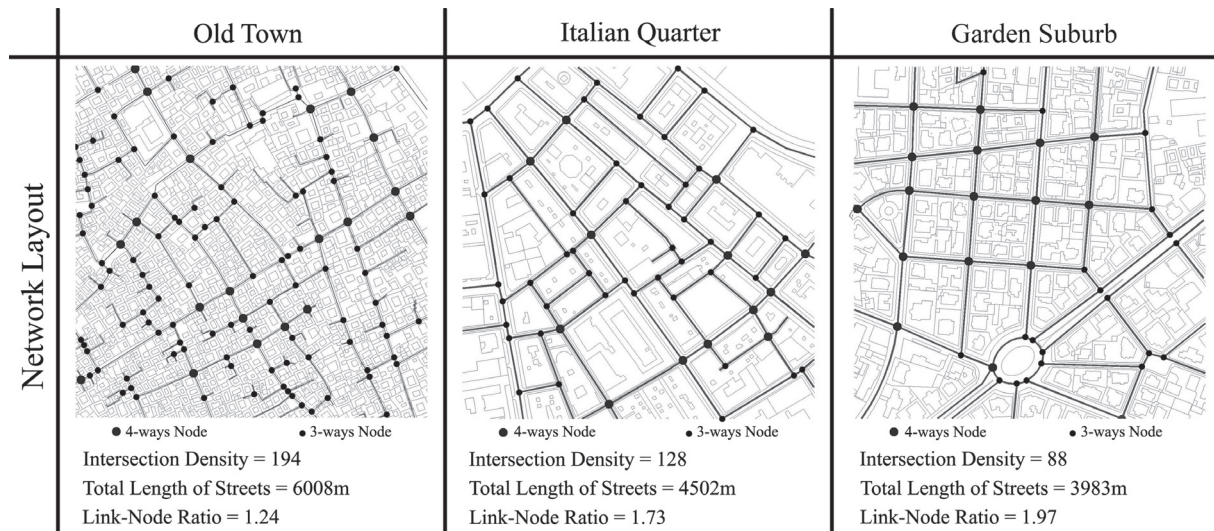 Old Town
Italian Quarter
Garden Suburb
Network Layout
4-ways Node
3-ways Node
Intersection Density = 194
Total Length of Streets = 6008m
Link-Node Ratio = 1.24
4-ways Node
3-ways Node
Intersection Density = 128
Total Length of Streets = 4502m
Link-Node Ratio = 1.73
4-ways Node
3-ways Node
Intersection Density = 88
Total Length of Streets = 3983m
Link-Node Ratio = 1.97